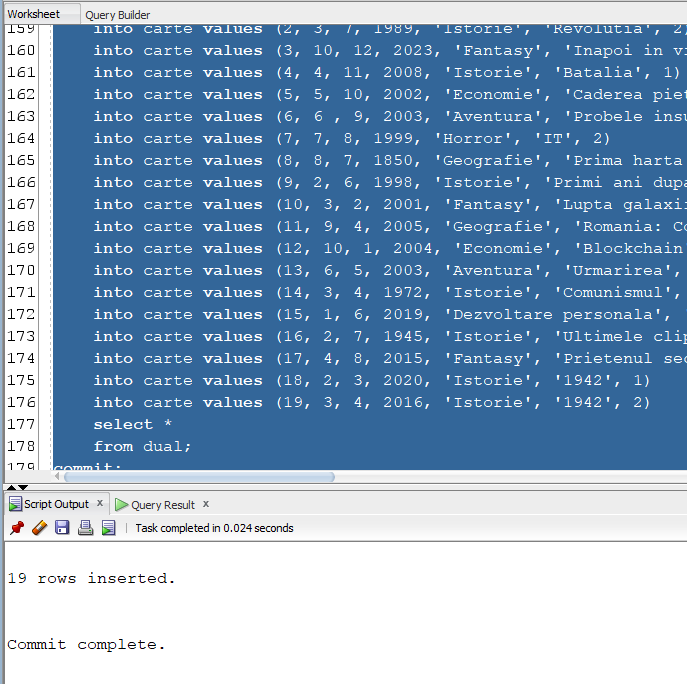 Worksheet Query Builder
159 into carte values (2, 3, 7, 1989, 'Istorie', 'Revolutia', 2)
160 into carte values (3, 10, 12, 2023, 'Fantasy', 'Inapoi in vi
161 into carte values (4, 4, 11, 2008, 'Istorie', 'Batalia', 1)
162 into carte values (5, 5, 10, 2002, 'Economie', 'Caderea piet
163 into carte values (6, 6 , 9, 2003, 'Aventura', 'Probele insu
164 into carte values (7, 7, 8, 1999, 'Horror', 'IT', 2)
165 into carte values (8, 8, 7, 1850, 'Geografie', 'Prima harta
166 into carte values (9, 2, 6, 1998, 'Istorie', 'Primi ani dupa
167 into carte values (10, 3, 2, 2001, 'Fantasy', 'Lupta galaxii
168 into carte values (11, 9, 4, 2005, 'Geografie', 'Romania: Co
169 into carte values (12, 10, 1, 2004, 'Economie', 'Blockchain
170 into carte values (13, 6, 5, 2003, 'Aventura', 'Urmarirea',
171 into carte values (14, 3, 4, 1972, 'Istorie', 'Comunismul',
172 into carte values (15, 1, 6, 2019, 'Dezvoltare personala', '
173 into carte values (16, 2, 7, 1945, 'Istorie', 'Ultimele clip
174 into carte values (17, 4, 8, 2015, 'Fantasy', 'Prietenul sec
175 into carte values (18, 2, 3, 2020, 'Istorie', '1942', 1)
176 into carte values (19, 3, 4, 2016, 'Istorie', '1942', 2)
177 select *
178 from dual;
179 commit;
Script Output x Query Result x
Task completed in 0.024 seconds
19 rows inserted.
Commit complete.